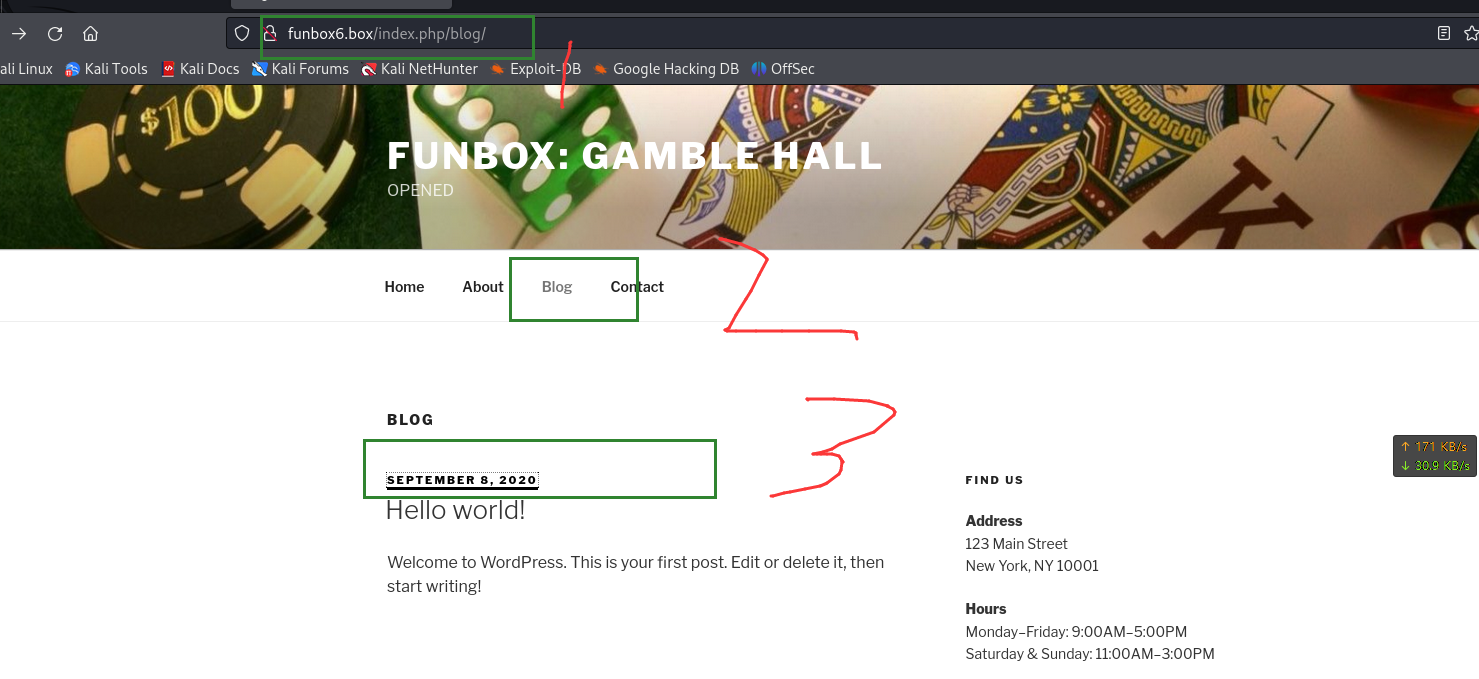 funbox6.box/index.php/blog/
ali Linux Kali Tools Kali Docs Kali Forums Kali NetHunter Exploit-DB Google Hacking DB OffSec
1
$100
K
FUNBOX: GAMBLE HALL
OPENED
Home About Blog Contact
2
BLOG
3
SEPTEMBER 8, 2020
Hello world!
Welcome to WordPress. This is your first post. Edit or delete it, then
start writing!
↑ 171 KB/s
↓ 30.9 KB/s
FIND US
Address
123 Main Street
New York, NY 10001
Hours
Monday–Friday: 9:00AM–5:00PM
Saturday & Sunday: 11:00AM–3:00PM